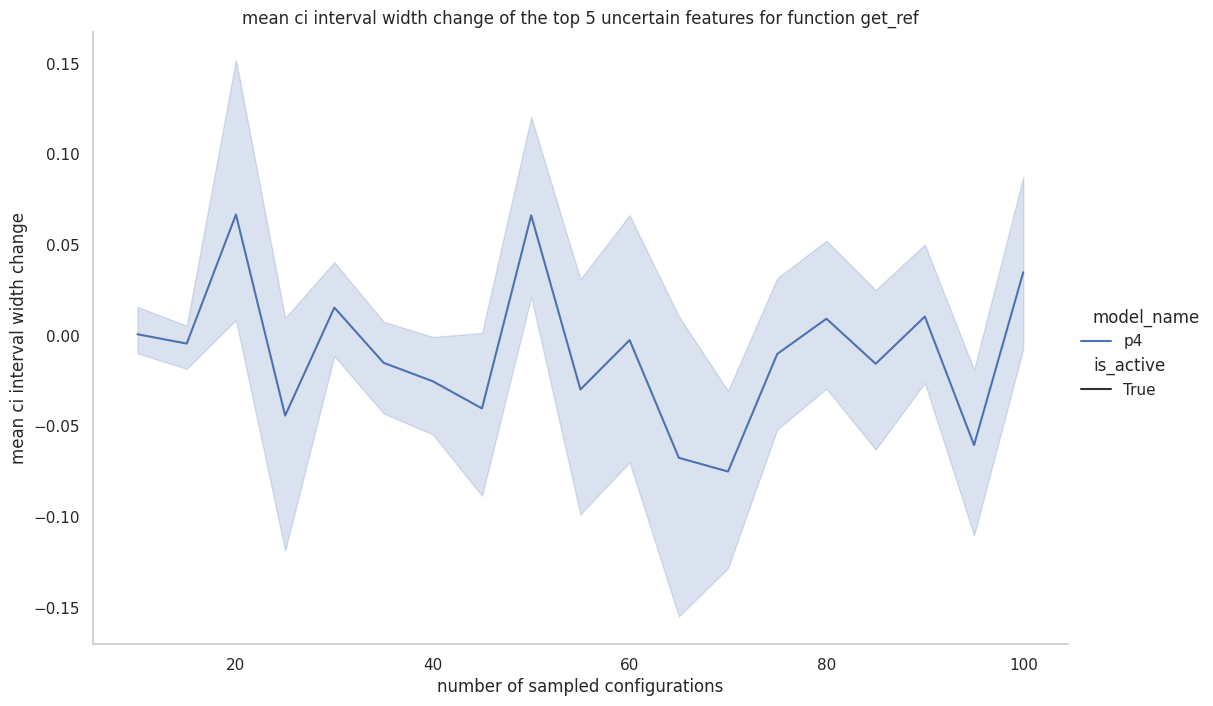 mean ci interval width change of the top 5 uncertain features for function get_ref
0.15
0.10
0.05
0.00
−0.05
−0.10
−0.15
mean ci interval width change
20
40
60
80
100
number of sampled configurations
model_name
p4
is_active
True